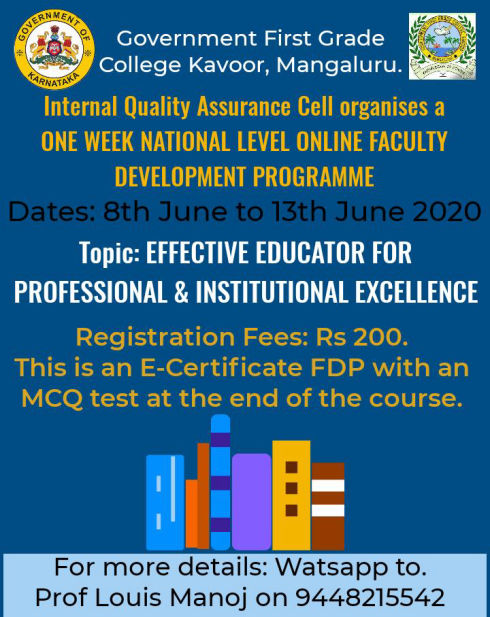 GOVERNMENT OF
KARNATAKA
Government First Grade
College Kavoor, Mangaluru.
Internal Quality Assurance Cell organises a
ONE WEEK NATIONAL LEVEL ONLINE FACULTY
DEVELOPMENT PROGRAMME
Dates: 8th June to 13th June 2020
Topic: EFFECTIVE EDUCATOR FOR
PROFESSIONAL & INSTITUTIONAL EXCELLENCE
Registration Fees: Rs 200.
This is an E-Certificate FDP with an
MCQ test at the end of the course.
For more details: Watsapp to.
Prof Louis Manoj on 9448215542